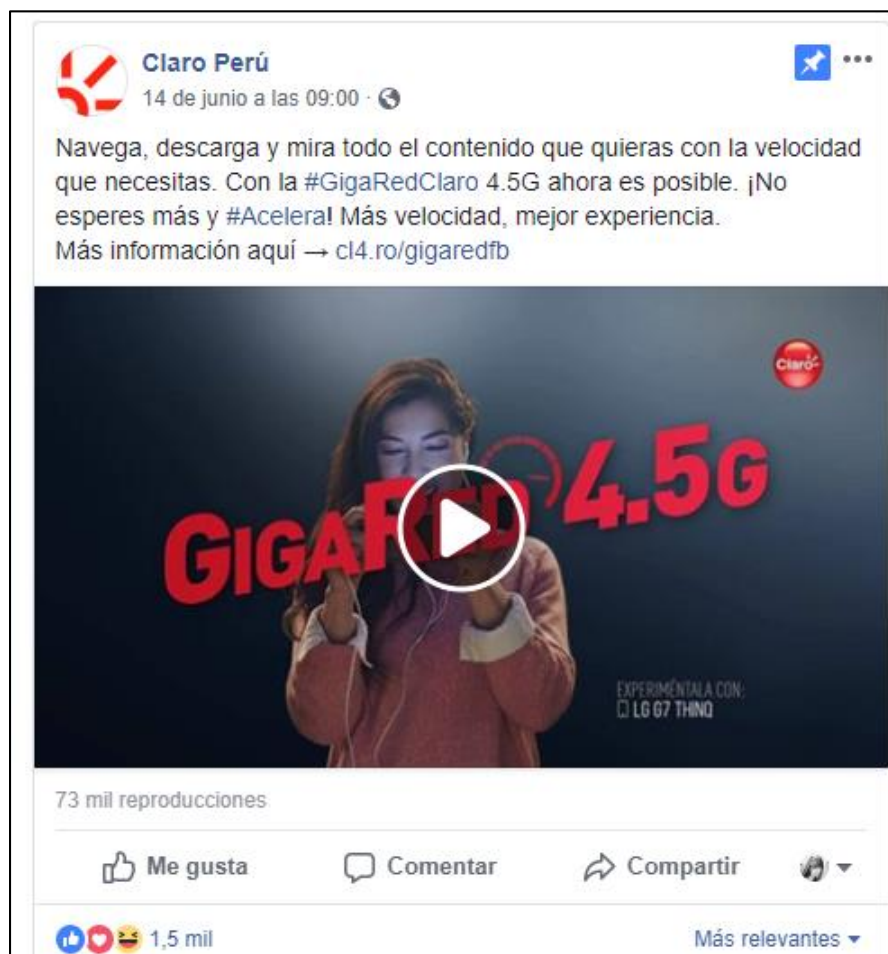 Claro Perú
14 de junio a las 09:00 ·
Navega, descarga y mira todo el contenido que quieras con la velocidad
que necesitas. Con la #GigaRedClaro 4.5G ahora es posible. ¡No
esperes más y #Acelera! Más velocidad, mejor experiencia.
Más información aquí → cl4.ro/gigaredfb
Claro
GIGARED 4.5G
EXPERIMÉNTALA CON:
LG G7 THINQ
73 mil reproducciones
Me gusta Comentar Compartir
1,5 mil Más relevantes